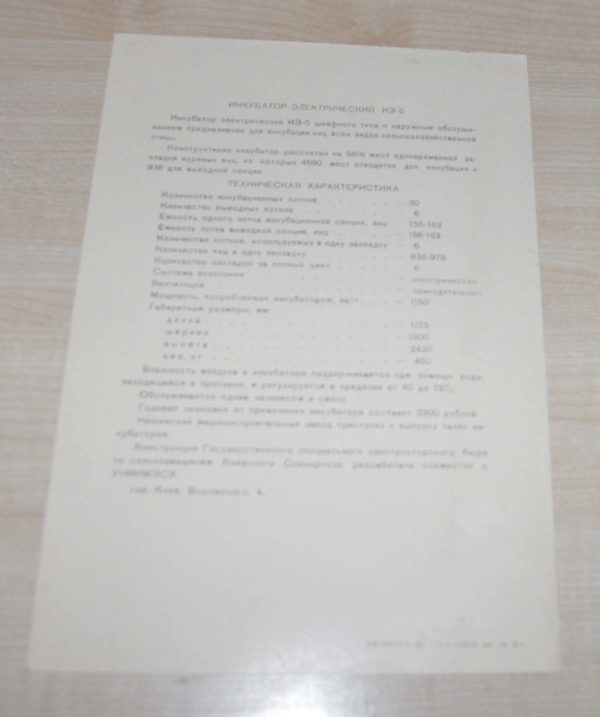 ИНКУБАТОР ЭЛЕКТРИЧЕСКИЙ ИЭ-5
Инкубатор электрический ИЭ-5 шкафного типа с наружным обслужи-
ванием предназначен для инкубации яиц всех видов сельскохозяйственной
птицы.
Конструктивно инкубатор рассчитан на 5616 мест одновременной за-
кладки куриных яиц, из которых 4680 мест отводится для инкубации и
936 для выводной секции.
ТЕХНИЧЕСКАЯ ХАРАКТЕРИСТИКА
Количество инкубационных лотков 30
Количество выводных лотков 6
Емкость одного лотка инкубационной секции, яиц — 156-163
Емкость лотка выводной секции, яиц — 156-163
Количество лотков, используемых в одну закладку — 6
Количество яиц в одну закладку — 936-978
Количество закладок за полный цикл — 6
Система отопления — электрическая
Вентиляция — принудительная
Мощность, потребляемая инкубатором, ватт — 1150
Габаритные размеры, мм:
длина — 1175
ширина — 1900
высота — 2420
вес, кг — 450
Влажность воздуха в инкубаторе поддерживается при помощи воды,
находящейся в противне, и регулируется в пределах от 40 до 75%.
Обслуживается одним человеком в смену
Годовая экономия от применения инкубатора составит 3300 рублей.
Нежинский машиностроительный завод приступил к выпуску таких ин-
кубаторов.
Конструкция Государственного специального конструкторского бюро
по сельхозмашинам Киевского Совнархоза разработана совместно с
УНИИМЭСХ.
гор. Киев, Воровского 4.